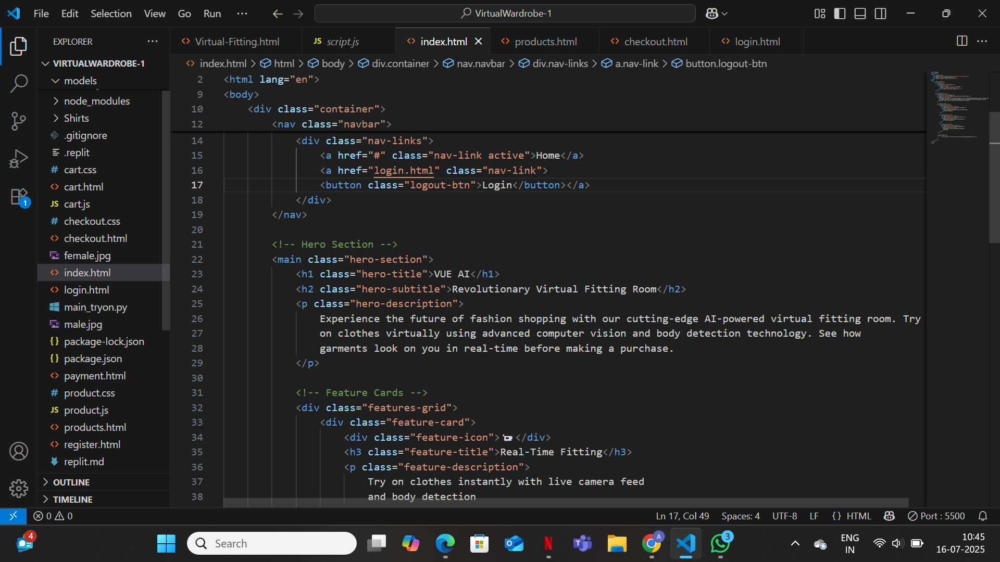 File Edit Selection View Go Run ···
VirtualWardrobe-1
EXPLORER
Virtual-Fitting.html
JS script.js
index.html
products.html
checkout.html
login.html
index.html > html > body > div.container > nav.navbar > div.nav-links > a.nav-link > button.logout-btn
VIRTUALWARDROBE-1
models
node_modules
Shirts
.gitignore
.replit
# cart.css
cart.html
JS cart.js
# checkout.css
checkout.html
female.jpg
index.html
login.html
main_tryon.py
male.jpg
{} package-lock.json
{} package.json
payment.html
# product.css
JS product.js
products.html
register.html
replit.md
OUTLINE
TIMELINE
2 <html lang="en">
9 <body>
10 <div class="container">
12 <nav class="navbar">
14 <div class="nav-links">
15 <a href="#" class="nav-link active">Home</a>
16 <a href="login.html" class="nav-link">
17 <button class="logout-btn">Login</button></a>
18 </div>
19 </nav>
20
21 <!-- Hero Section -->
22 <main class="hero-section">
23 <h1 class="hero-title">VUE AI</h1>
24 <h2 class="hero-subtitle">Revolutionary Virtual Fitting Room</h2>
25 <p class="hero-description">
26 Experience the future of fashion shopping with our cutting-edge AI-powered virtual fitting room. Try
27 on clothes virtually using advanced computer vision and body detection technology. See how
28 garments look on you in real-time before making a purchase.
29 </p>
30
31 <!-- Feature Cards -->
32 <div class="features-grid">
33 <div class="feature-card">
34 <div class="feature-icon">📹</div>
35 <h3 class="feature-title">Real-Time Fitting</h3>
36 <p class="feature-description">
37 Try on clothes instantly with live camera feed
38 and body detection
1
0 0
Ln 17, Col 49 Spaces: 4 UTF-8 LF {} HTML Port : 5500
4
Search
A
3
ENG
IN
10:45
16-07-2025